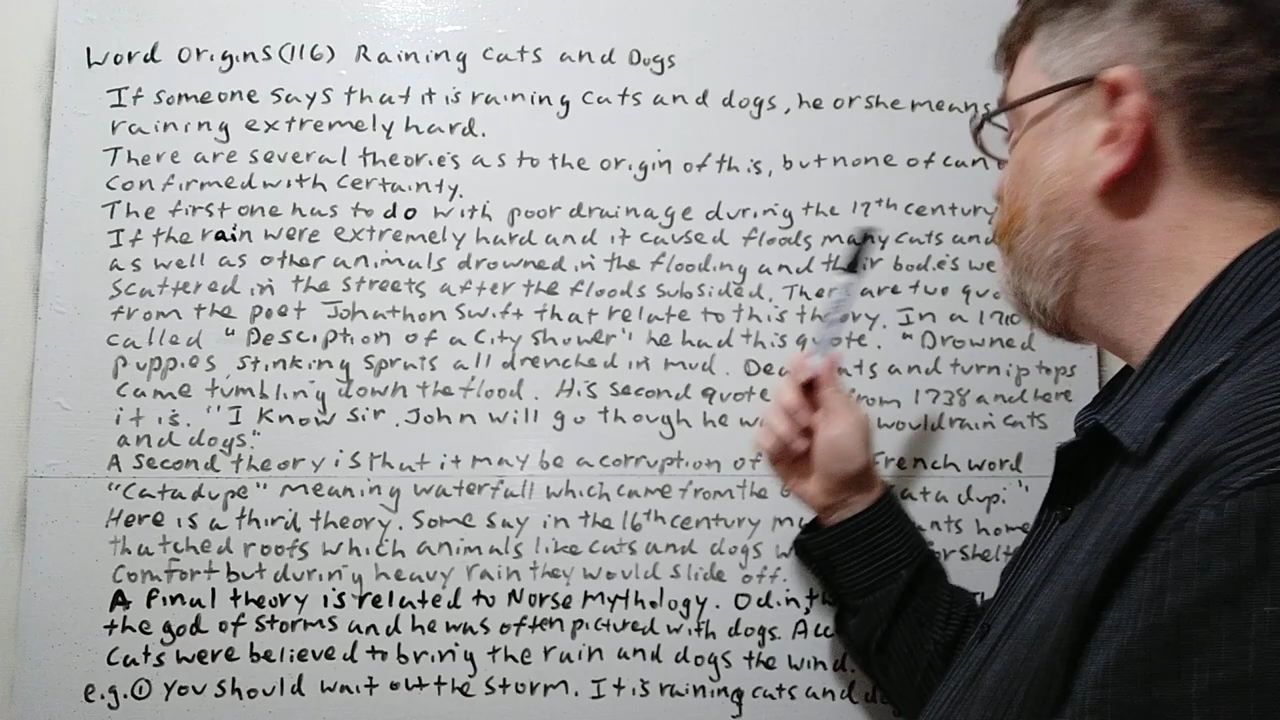 Word Origins (116) Raining Cats and Dogs
If someone says that it is raining cats and dogs, he or she means
raining extremely hard.
There are several theories as to the origin of this, but none of can
confirmed with certainty.
The first one has to do with poor drainage during the 17th century
If the rain were extremely hard and it caused floods many cats and
as well as other animals drowned in the flooding and their bodies we
scattered in the streets after the floods subsided. There are two quo
from the poet Johathon Swift that relate to this theory. In a 1710
called "Desciption of a City Shower" he had this quote. "Drowned
puppies, stinking sprats all drenched in mud. Dea ats and turnip tops
came tumbling down the flood. His second quote from 1738 and here
it is. "I know sir. John will go though he w would rain cats
and dogs."
A second theory is that it may be a corruption of French word
"Catadupe" meaning waterfall which came from the atadupi"
Here is a third theory. Some say in the 16th century m nts home
thatched roofs which animals like cats and dogs w or shelt
comfort but during heavy rain they would slide off.
A final theory is related to Norse Mythology. Odin, th
the god of storms and he was often pictured with dogs. Al
Cats were believed to bring the rain and dogs the wind.
e.g. ① You should wait out the storm. It is raining cats and do